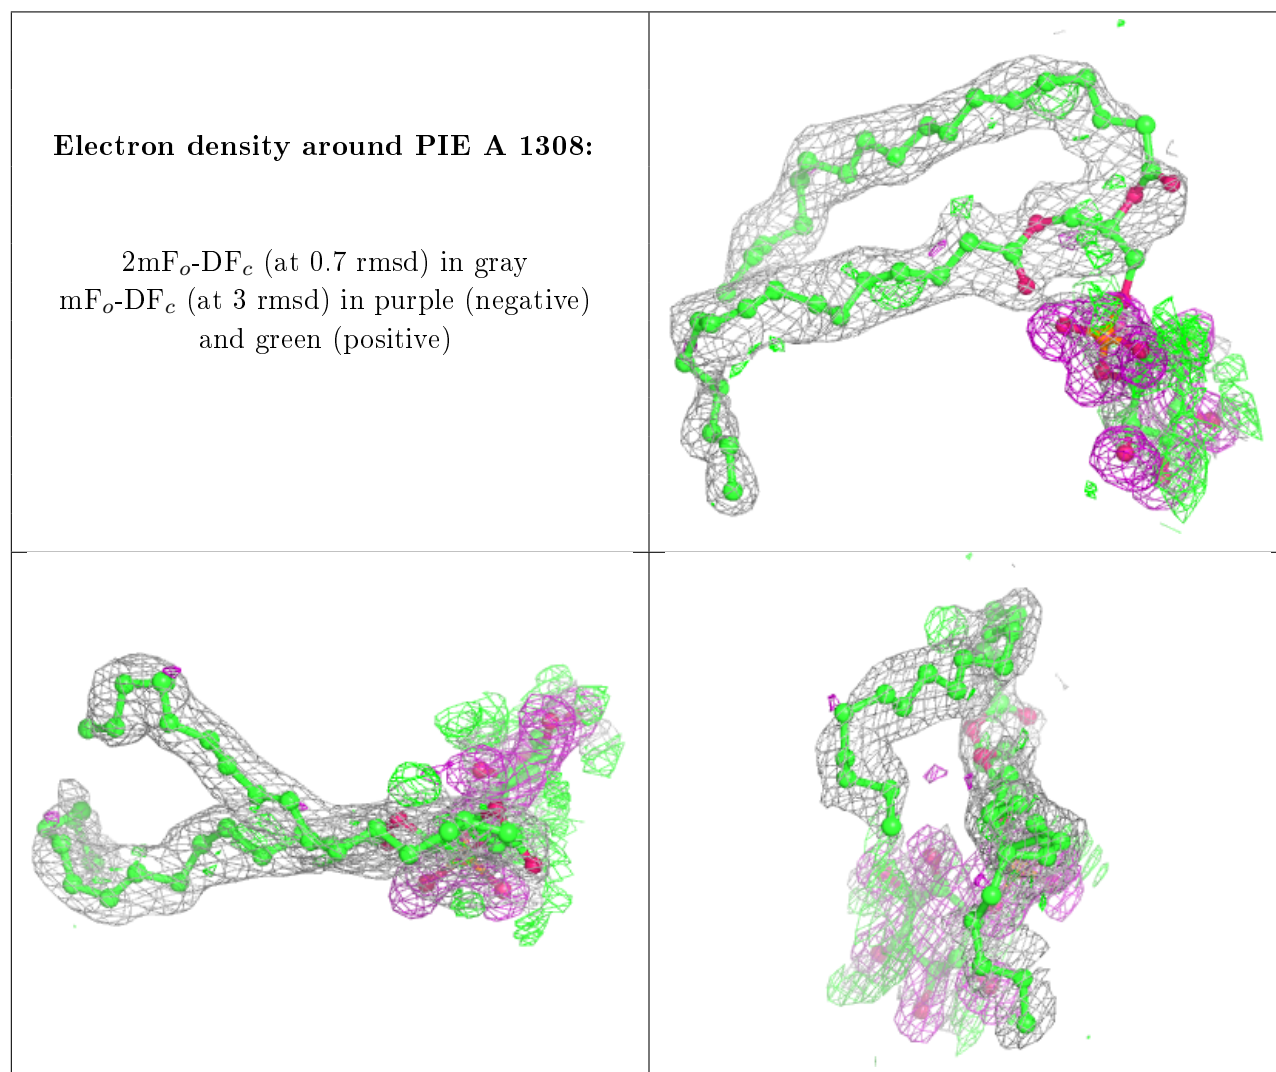 Electron density around PIE A 1308:
2mFo-DFc (at 0.7 rmsd) in gray
mFo-DFc (at 3 rmsd) in purple (negative)
and green (positive)